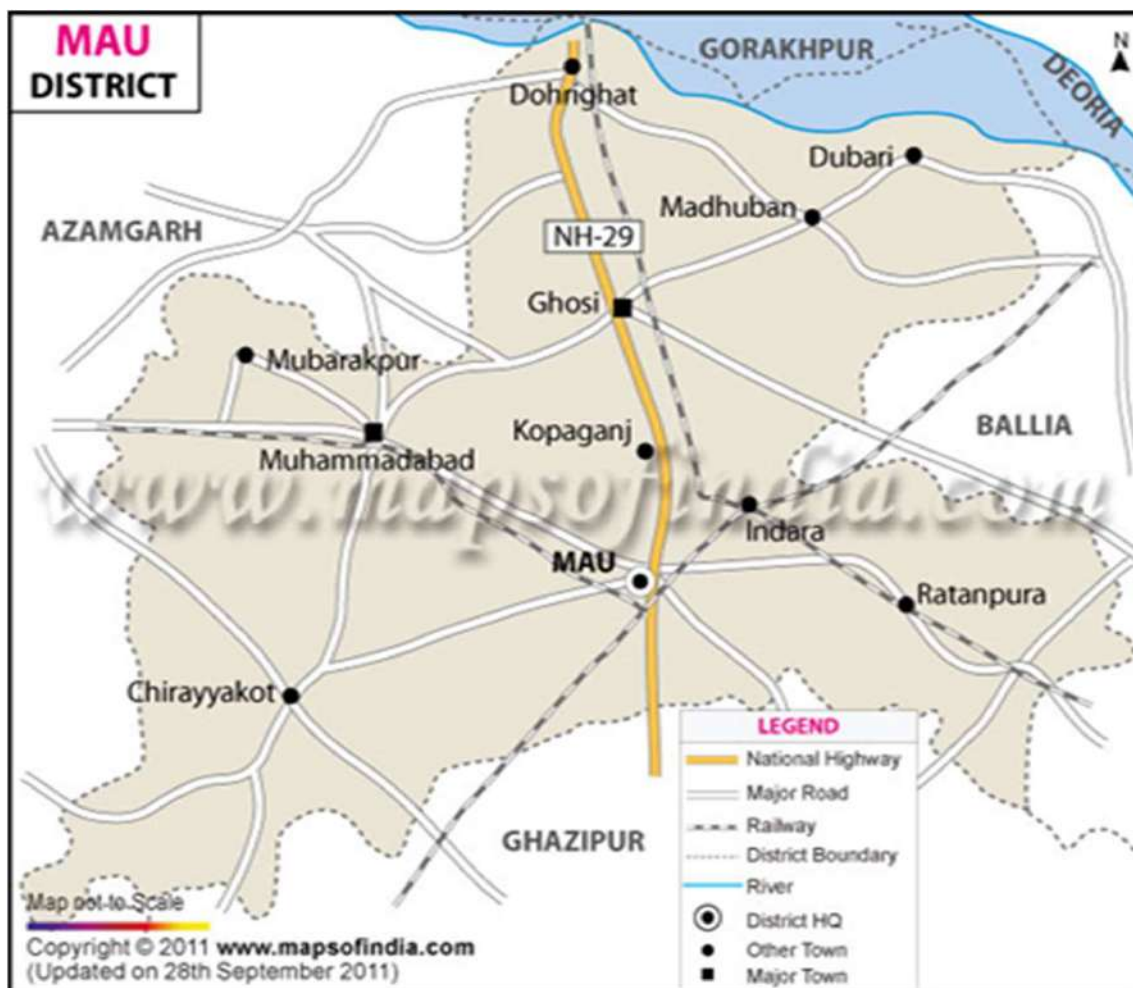 MAU
DISTRICT
N
GORAKHPUR
DEORIA
Dohrighat
Dubari
Madhuban
AZAMGARH
NH-29
Ghosi
Mubarakpur
Kopaganj
BALLIA
Muhammadabad
www.mapsofindia.com
Indara
MAU
Ratanpura
Chirayyakot
GHAZIPUR
LEGEND
National Highway
Major Road
Railway
District Boundary
River
District HQ
Other Town
Major Town
Map not to Scale
Copyright © 2011 www.mapsofindia.com
(Updated on 28th September 2011)